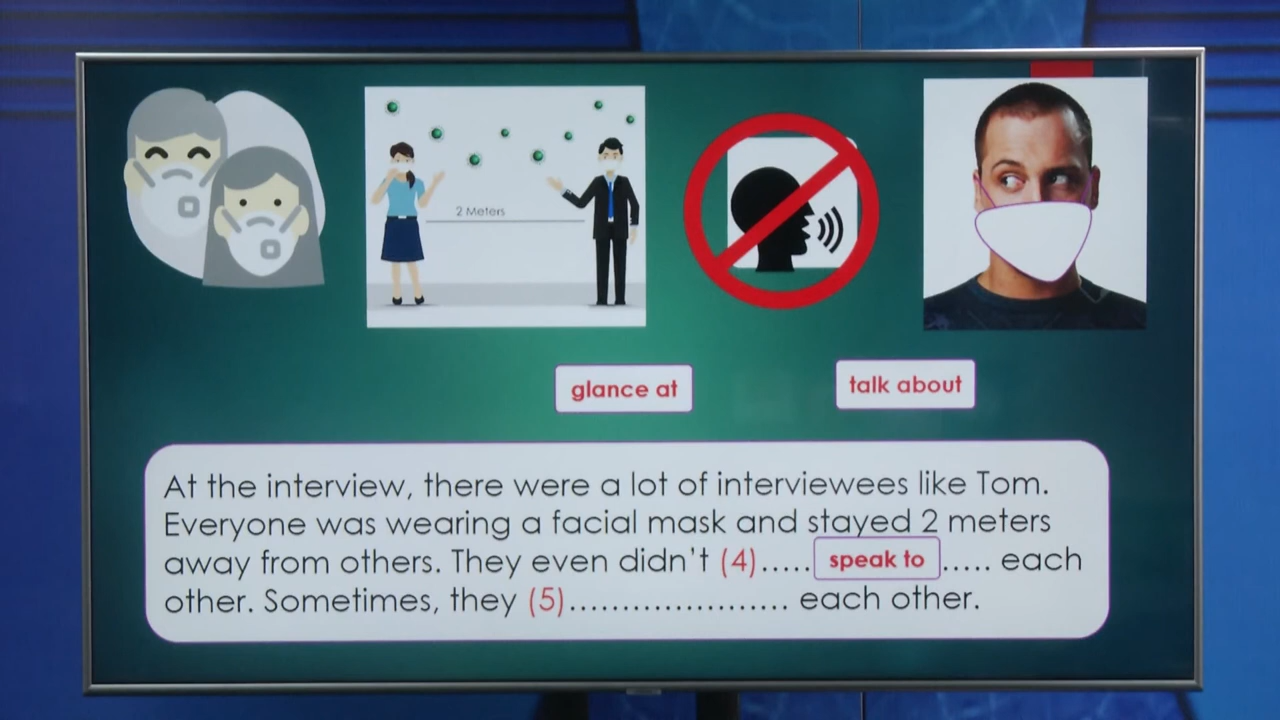 2 Meters
glance at
talk about
At the interview, there were a lot of interviewees like Tom.
Everyone was wearing a facial mask and stayed 2 meters
away from others. They even didn't (4)..... speak to ..... each
other. Sometimes, they (5)..................... each other.